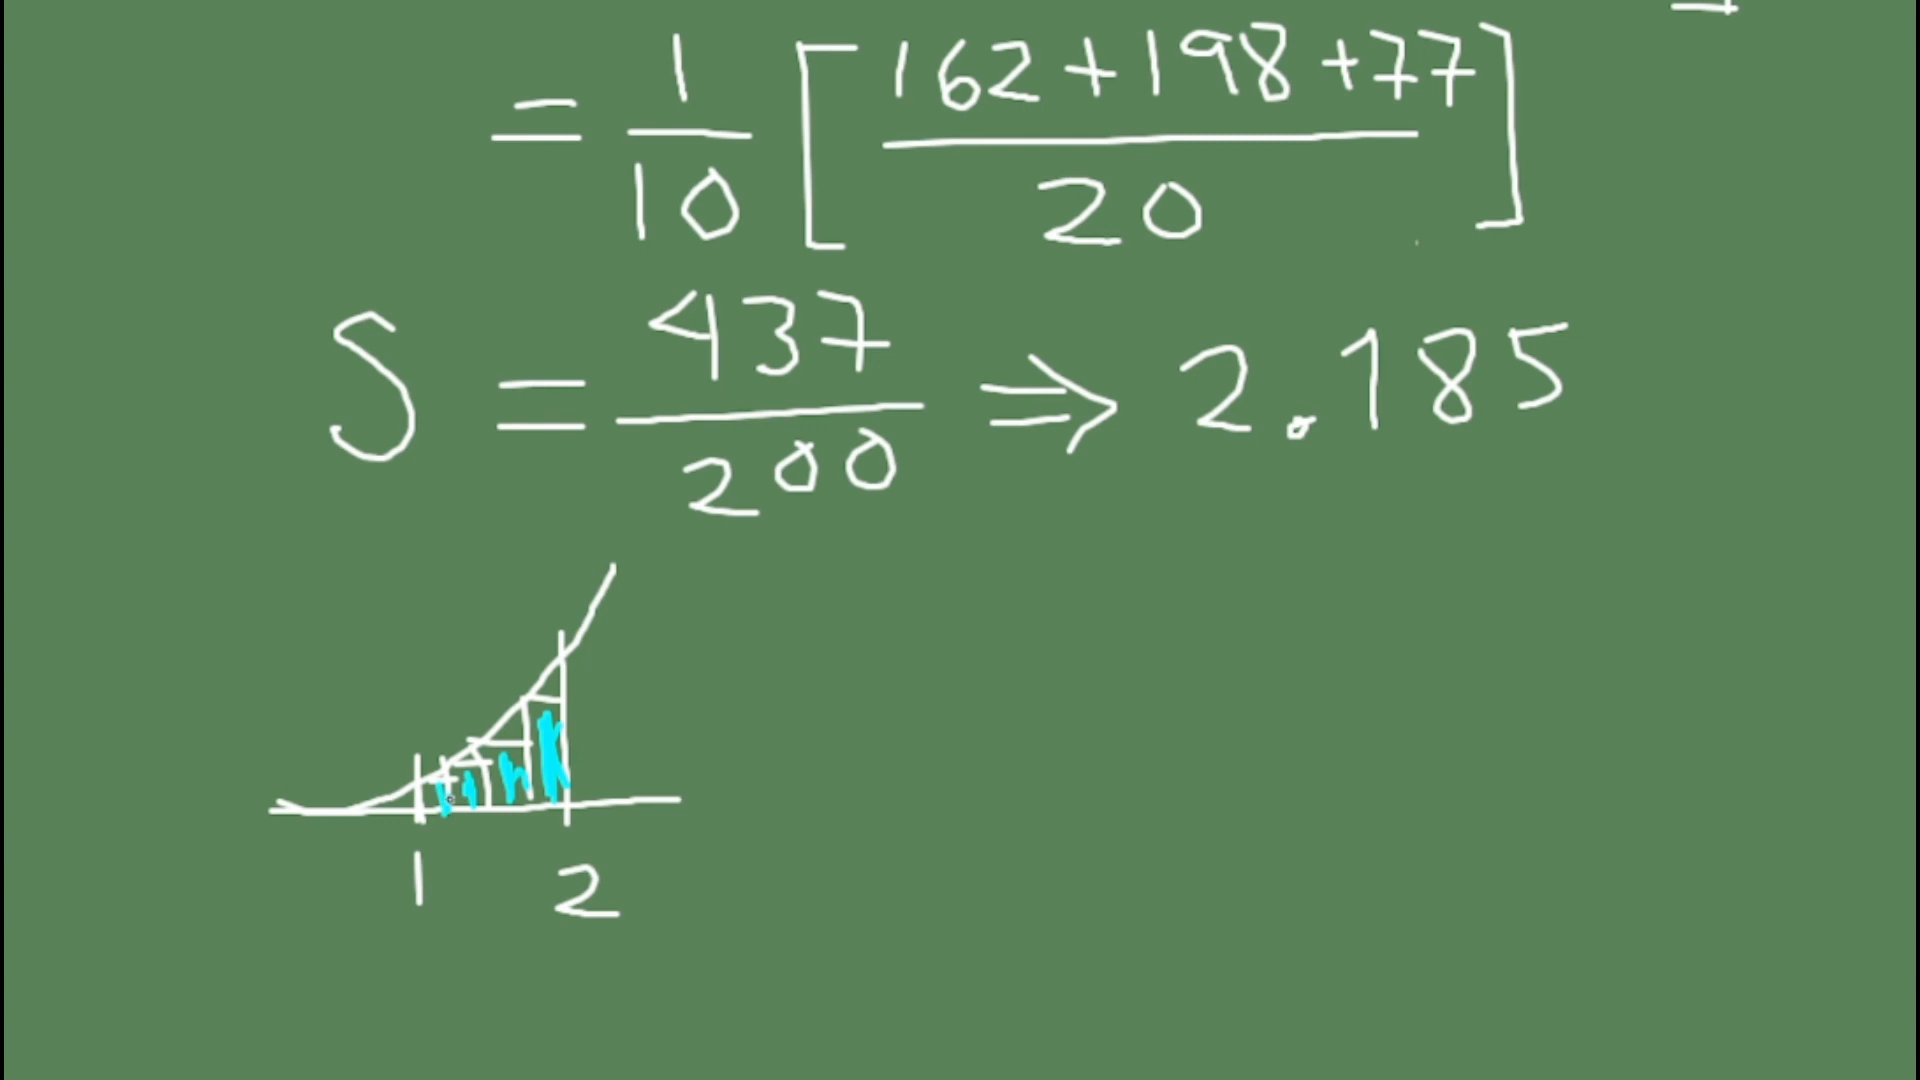 = 1/10 [ (162+198+77)/20 ]
S = 437/200 ⇒ 2.185
1 2